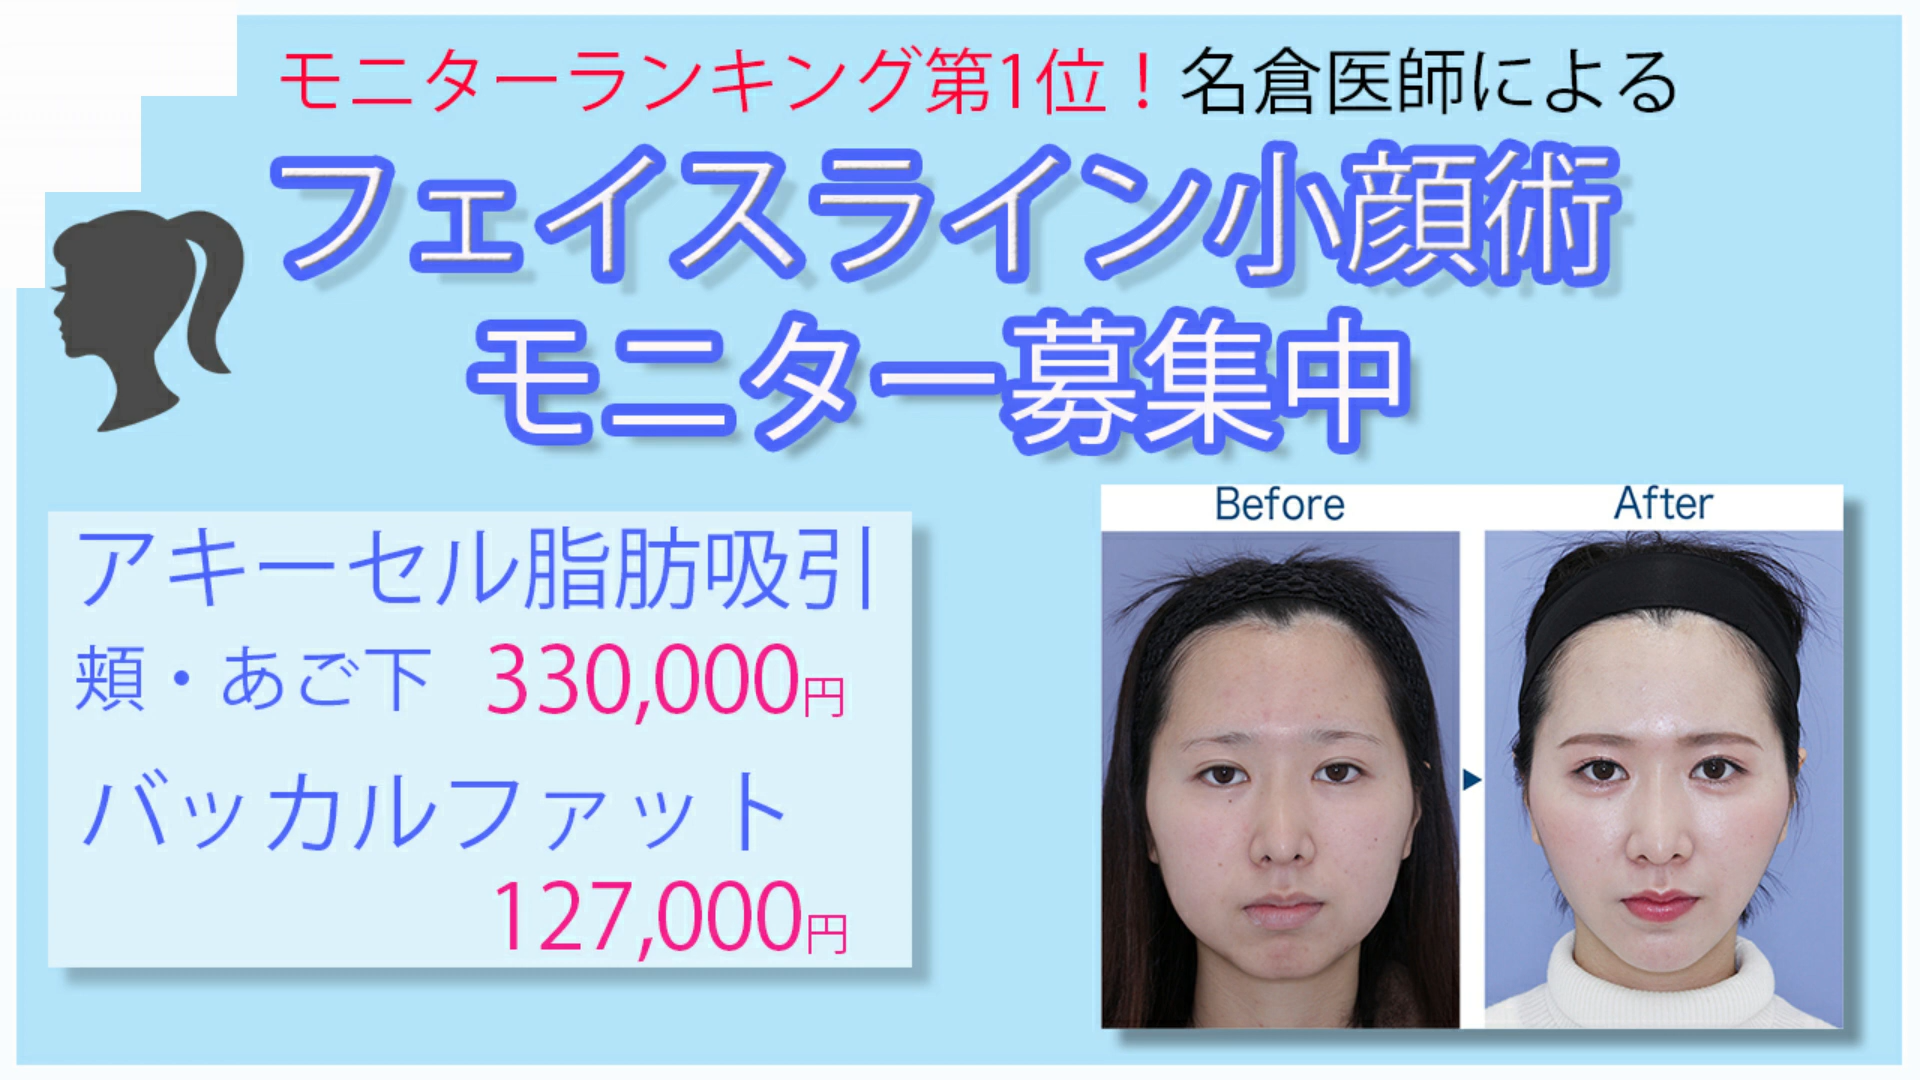 モニターランキング第1位！名倉医師による
フェイスライン小顔術
モニター募集中
アキーセル脂肪吸引
頬・あご下 330,000円
バッカルファット
127,000円
Before
After